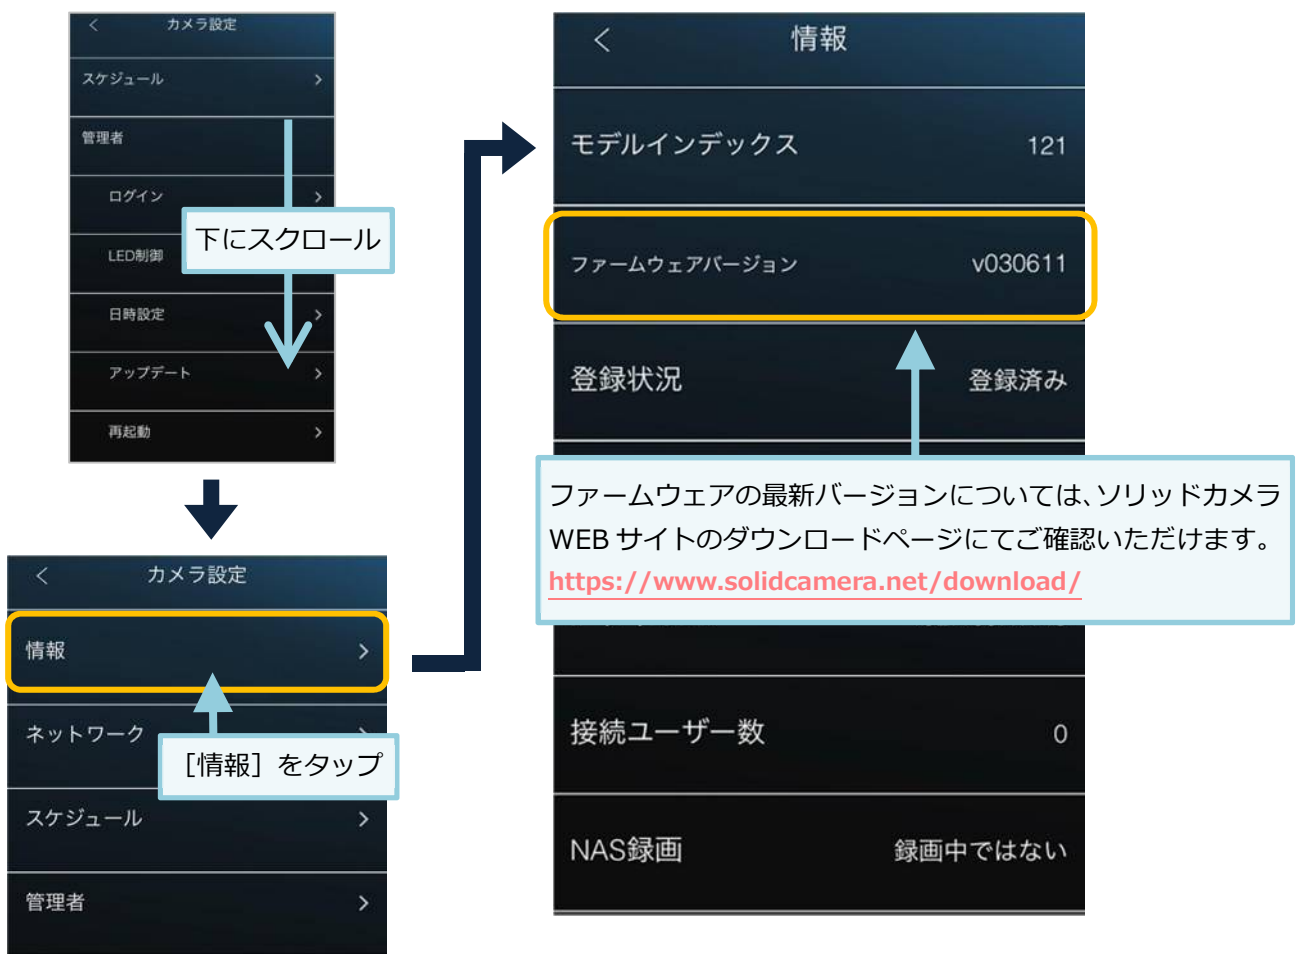 カメラ設定
スケジュール
管理者
ログイン
LED制御
日時設定
アップデート
再起動
下にスクロール
カメラ設定
情報
ネットワーク
スケジュール
管理者
［情報］をタップ
情報
モデルインデックス 121
ファームウェアバージョン v030611
登録状況 登録済み
ファームウェアの最新バージョンについては、ソリッドカメラ
WEB サイトのダウンロードページにてご確認いただけます。
https://www.solidcamera.net/download/
接続ユーザー数 0
NAS録画 録画中ではない